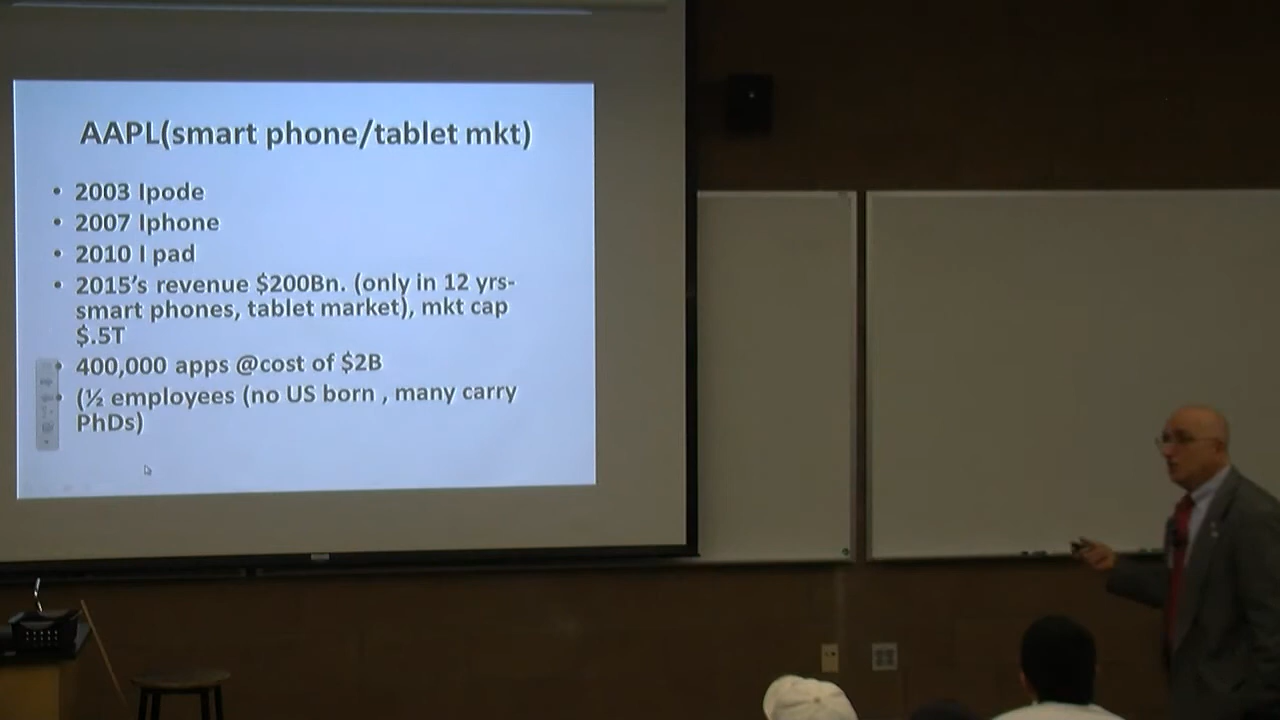 AAPL(smart phone/tablet mkt)
• 2003 Ipode
• 2007 Iphone
• 2010 I pad
• 2015’s revenue $200Bn. (only in 12 yrs-
smart phones, tablet market), mkt cap
$.5T
• 400,000 apps @cost of $2B
• (½ employees (no US born , many carry
PhDs)